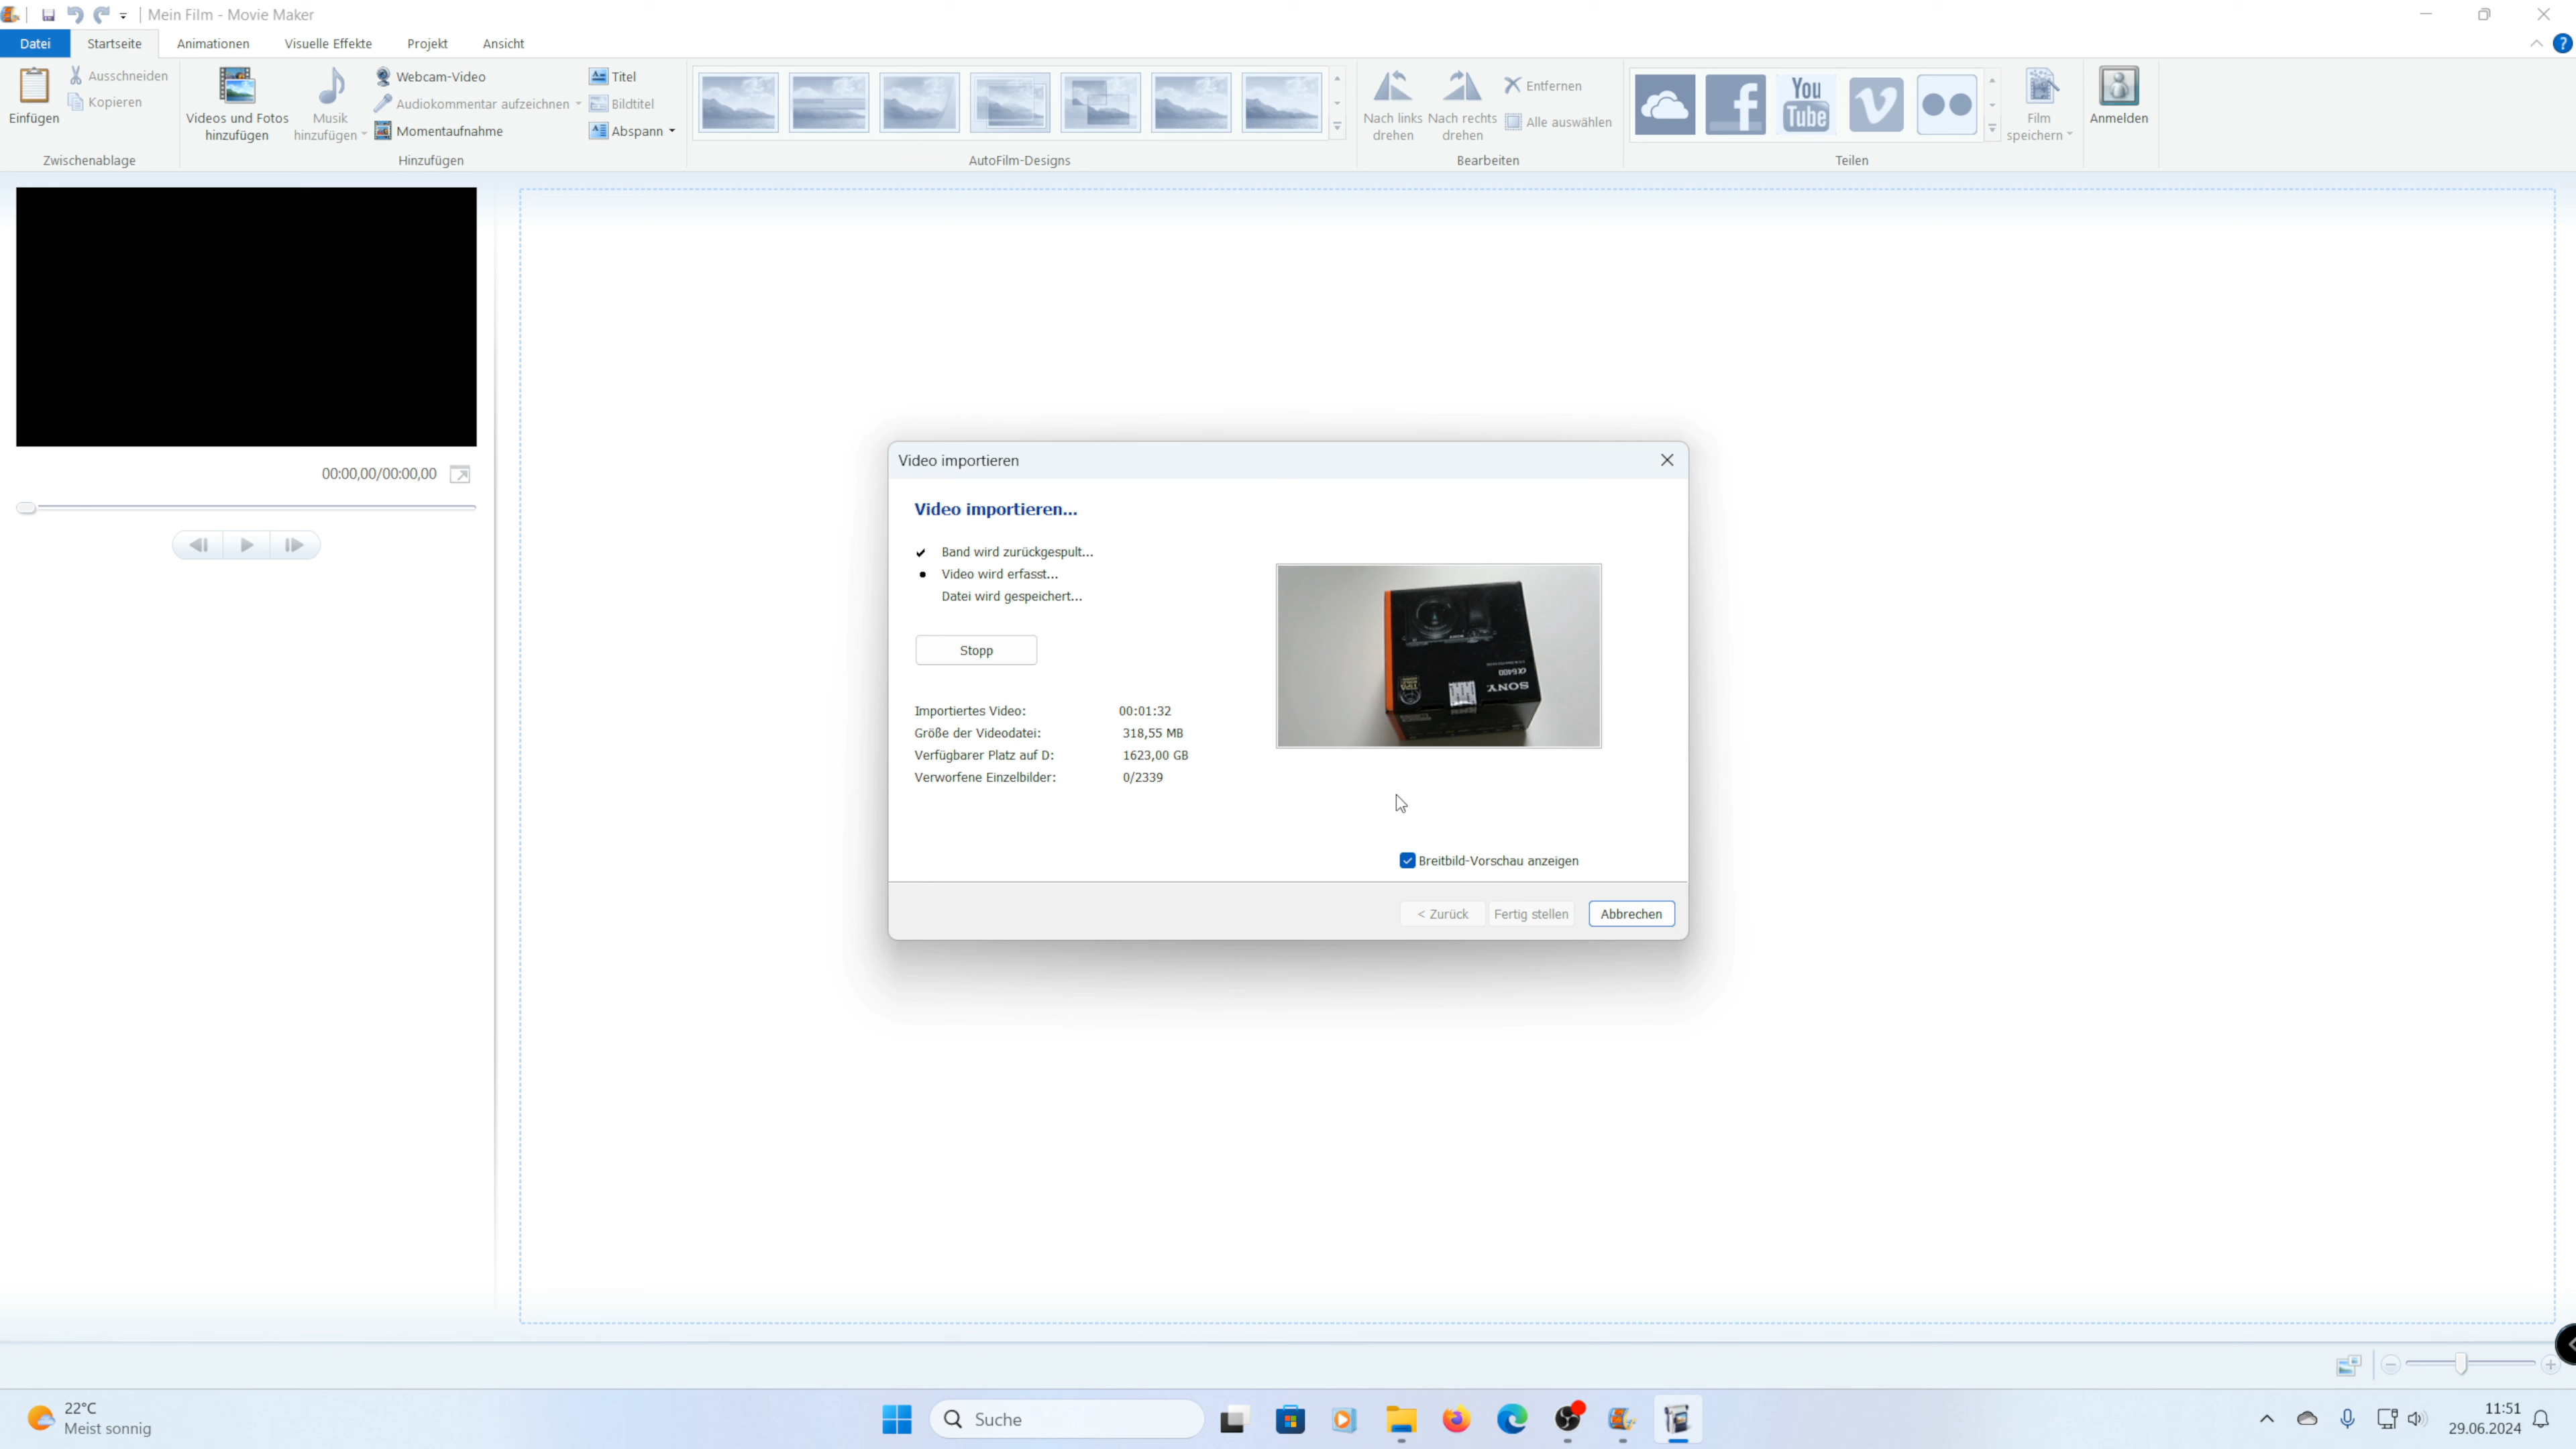 Mein Film - Movie Maker
Datei Startseite Animationen Visuelle Effekte Projekt Ansicht
Einfügen
Ausschneiden
Kopieren
Zwischenablage
Videos und Fotos
hinzufügen
Musik
hinzufügen
Webcam-Video
Audiokommentar aufzeichnen
Momentaufnahme
Titel
Bildtitel
Abspann
Hinzufügen
AutoFilm-Designs
Nach links
drehen
Nach rechts
drehen
Entfernen
Alle auswählen
Bearbeiten
You
Tube
Teilen
Film
speichern
Anmelden
00:00,00/00:00,00
Video importieren
Video importieren...
Band wird zurückgespult...
Video wird erfasst...
Datei wird gespeichert...
Stopp
Importiertes Video: 00:01:32
Größe der Videodatei: 318,55 MB
Verfügbarer Platz auf D: 1623,00 GB
Verworfene Einzelbilder: 0/2339
α6400
SONY
Breitbild-Vorschau anzeigen
< Zurück Fertig stellen Abbrechen
22°C
Meist sonnig
Suche
11:51
29.06.2024